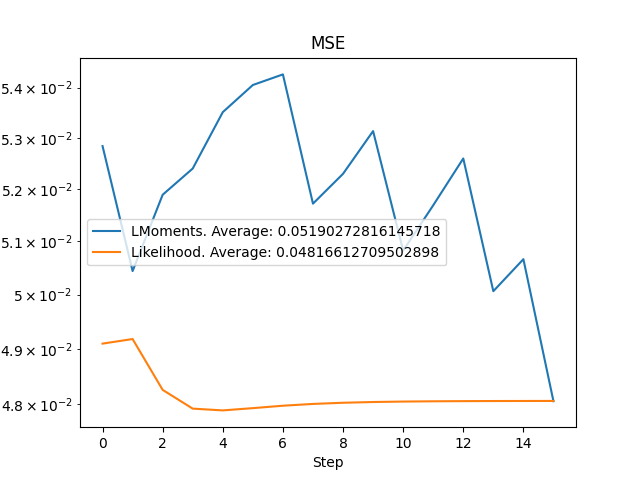 MSE
5.4 × 10⁻²
5.3 × 10⁻²
5.2 × 10⁻²
5.1 × 10⁻²
5 × 10⁻²
4.9 × 10⁻²
4.8 × 10⁻²
LMoments. Average: 0.05190272816145718
Likelihood. Average: 0.04816612709502898
0 2 4 6 8 10 12 14
Step